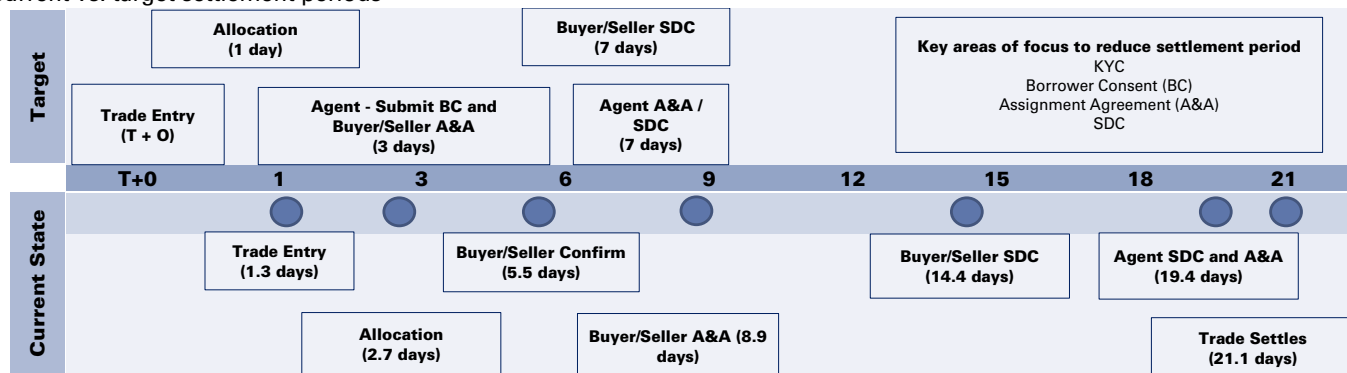 current vs. target settlement periods
Target
Allocation
(1 day)
Buyer/Seller SDC
(7 days)
Key areas of focus to reduce settlement period
KYC
Borrower Consent (BC)
Assignment Agreement (A&A)
SDC
Trade Entry
(T + O)
Agent - Submit BC and
Buyer/Seller A&A
(3 days)
Agent A&A /
SDC
(7 days)
T+0 1 3 6 9 12 15 18 21
Current State
Trade Entry
(1.3 days)
Buyer/Seller Confirm
(5.5 days)
Buyer/Seller SDC
(14.4 days)
Agent SDC and A&A
(19.4 days)
Allocation
(2.7 days)
Buyer/Seller A&A (8.9
days)
Trade Settles
(21.1 days)